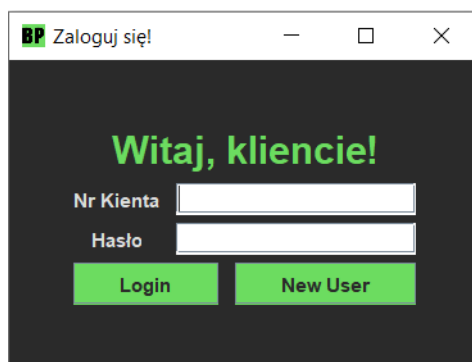 BP Zaloguj się!
Witaj, kliencie!
Nr Kienta
Hasło
Login New User